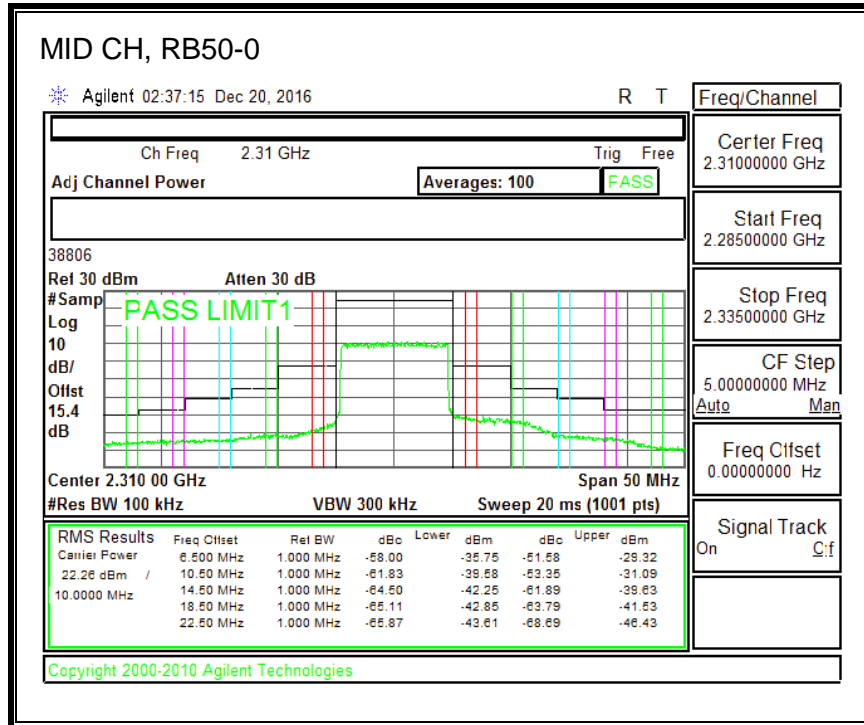 MID CH, RB50-0
Agilent 02:37:15 Dec 20, 2016 R T
Ch Freq 2.31 GHz Trig Free
Adj Channel Power Averages: 100 PASS
38806
Ref 30 dBm Atten 30 dB
#Samp
Log
10
dB/
Offst
15.4
dB
PASS LIMIT1
Center 2.310 00 GHz Span 50 MHz
#Res BW 100 kHz VBW 300 kHz Sweep 20 ms (1001 pts)
RMS Results Freq Offset Ref BW dBc Lower dBm dBc Upper dBm
Carrier Power 6.500 MHz 1.000 MHz -58.00 -35.75 -51.58 -29.32
22.26 dBm / 10.50 MHz 1.000 MHz -61.83 -39.58 -53.35 -31.09
10.0000 MHz 14.50 MHz 1.000 MHz -64.50 -42.25 -61.89 -39.63
18.50 MHz 1.000 MHz -65.11 -42.85 -63.79 -41.53
22.50 MHz 1.000 MHz -65.87 -43.61 -68.69 -46.43
Copyright 2000-2010 Agilent Technologies
Freq/Channel
Center Freq
2.31000000 GHz
Start Freq
2.28500000 GHz
Stop Freq
2.33500000 GHz
CF Step
5.00000000 MHz
Auto Man
Freq Offset
0.00000000 Hz
Signal Track
On Off